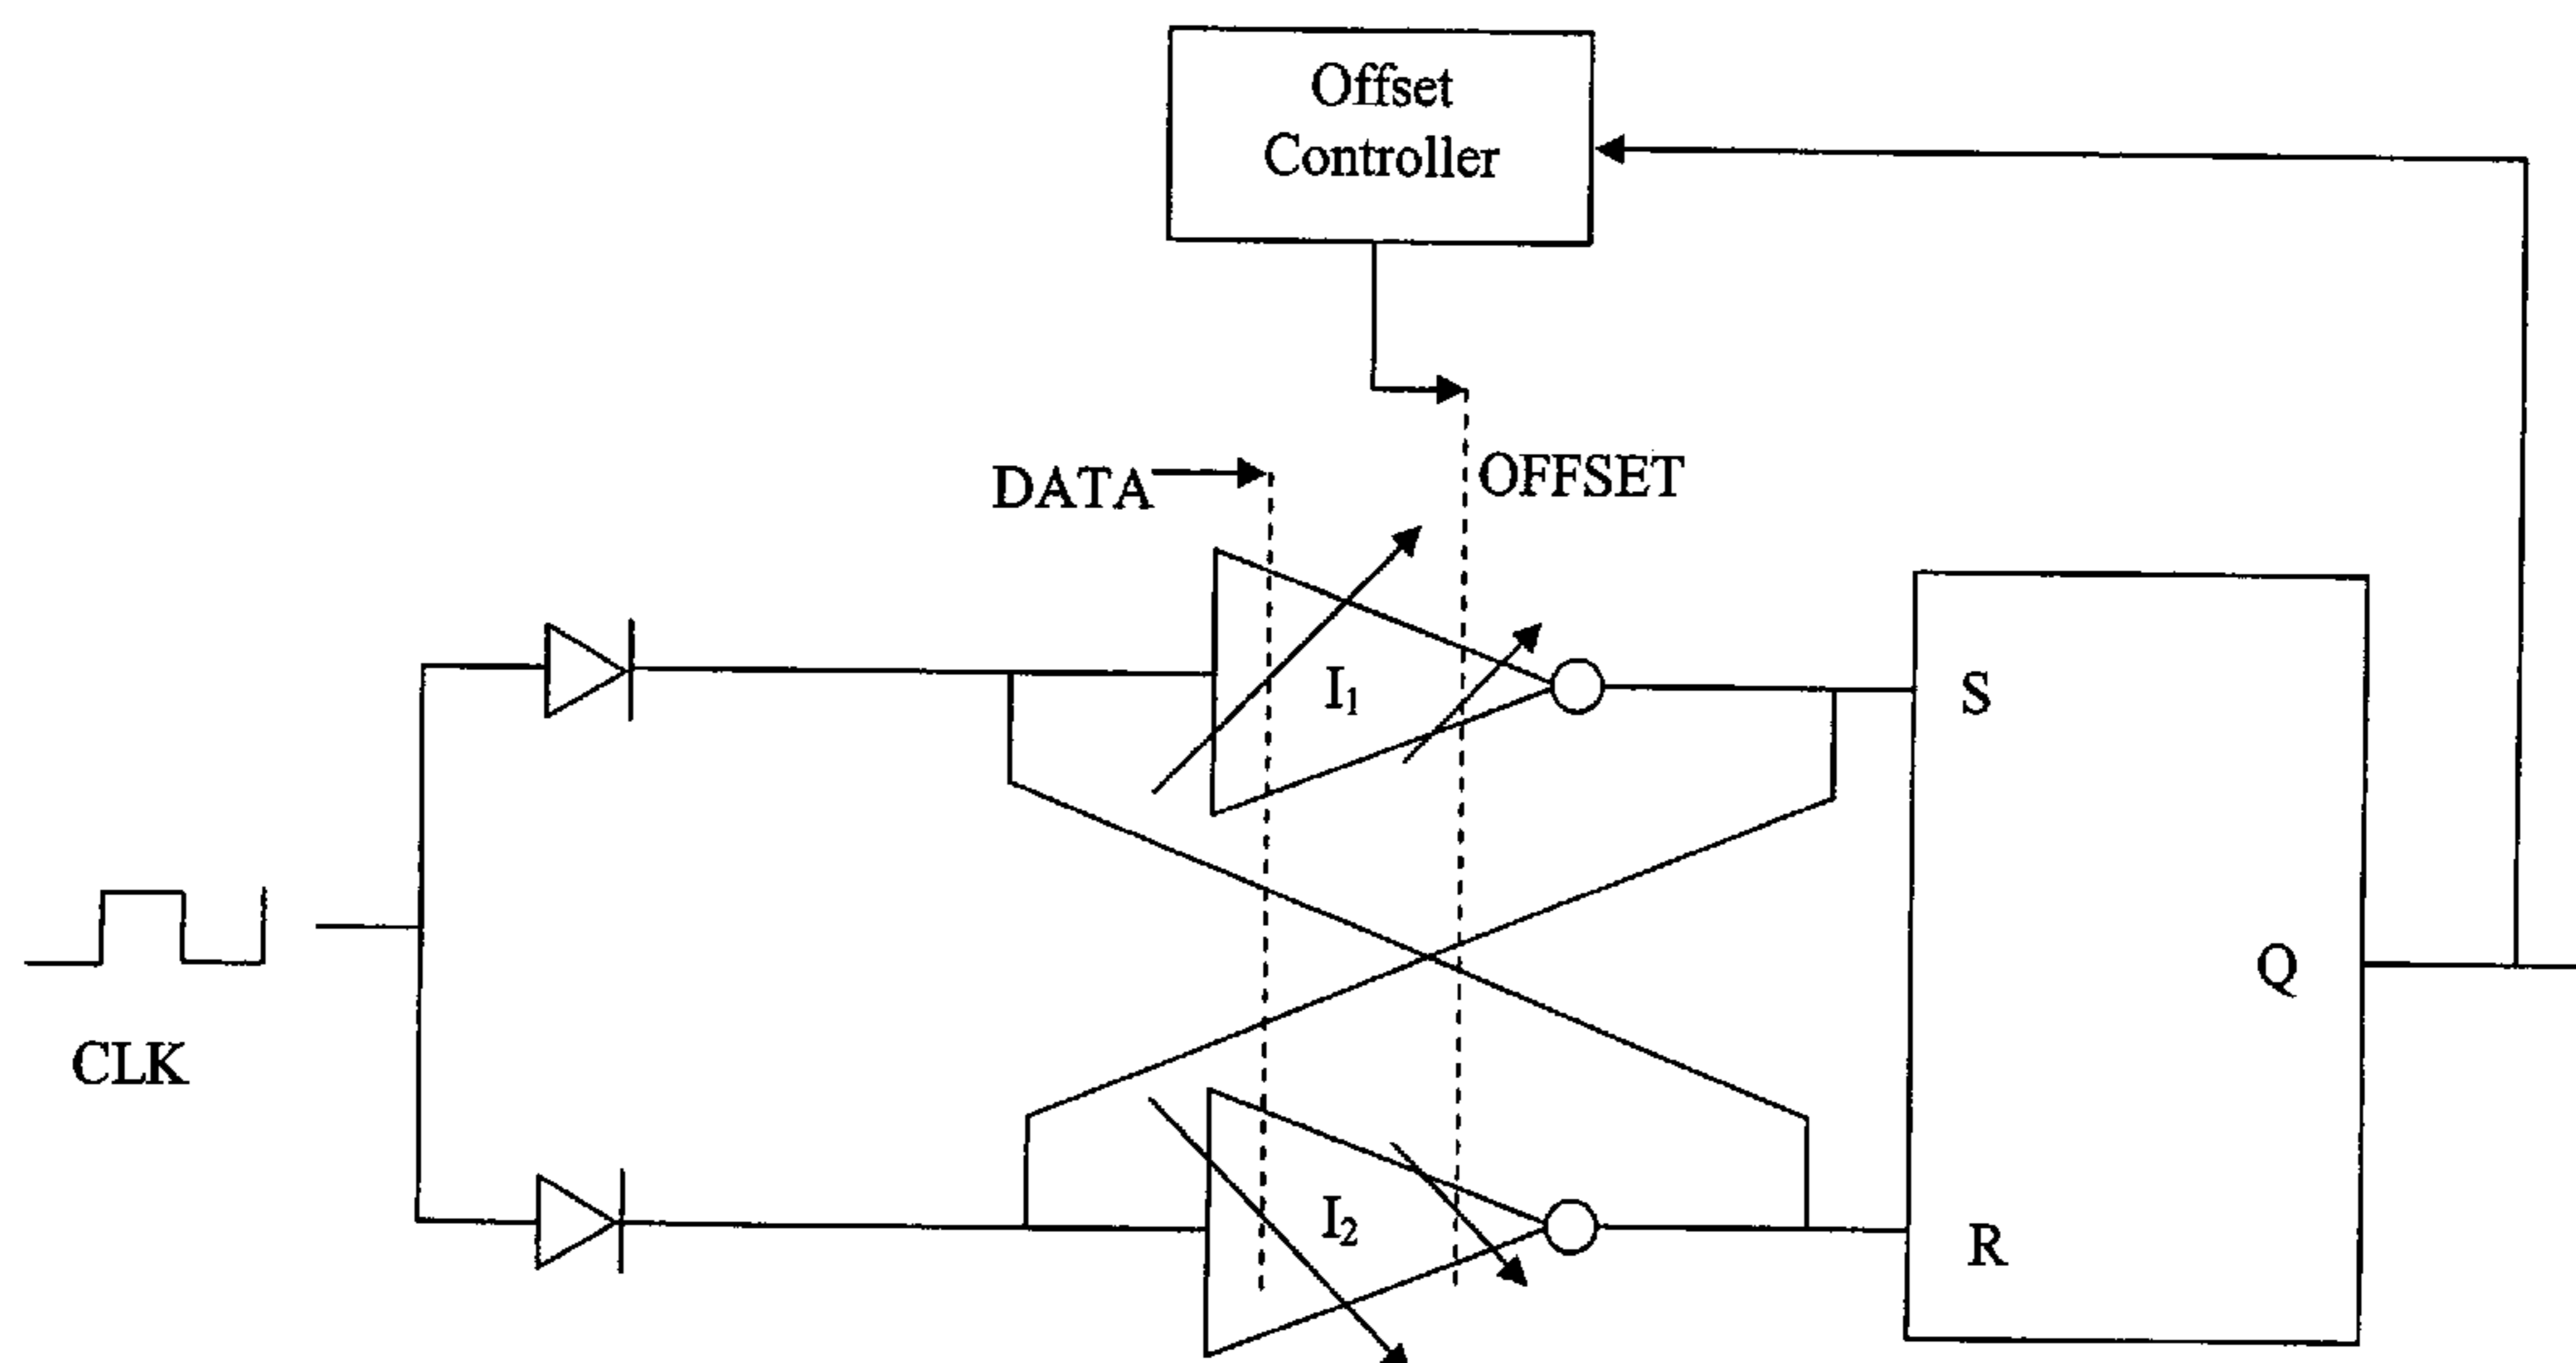 Offset
Controller
DATA
OFFSET
I₁
S
Q
CLK
I₂
R